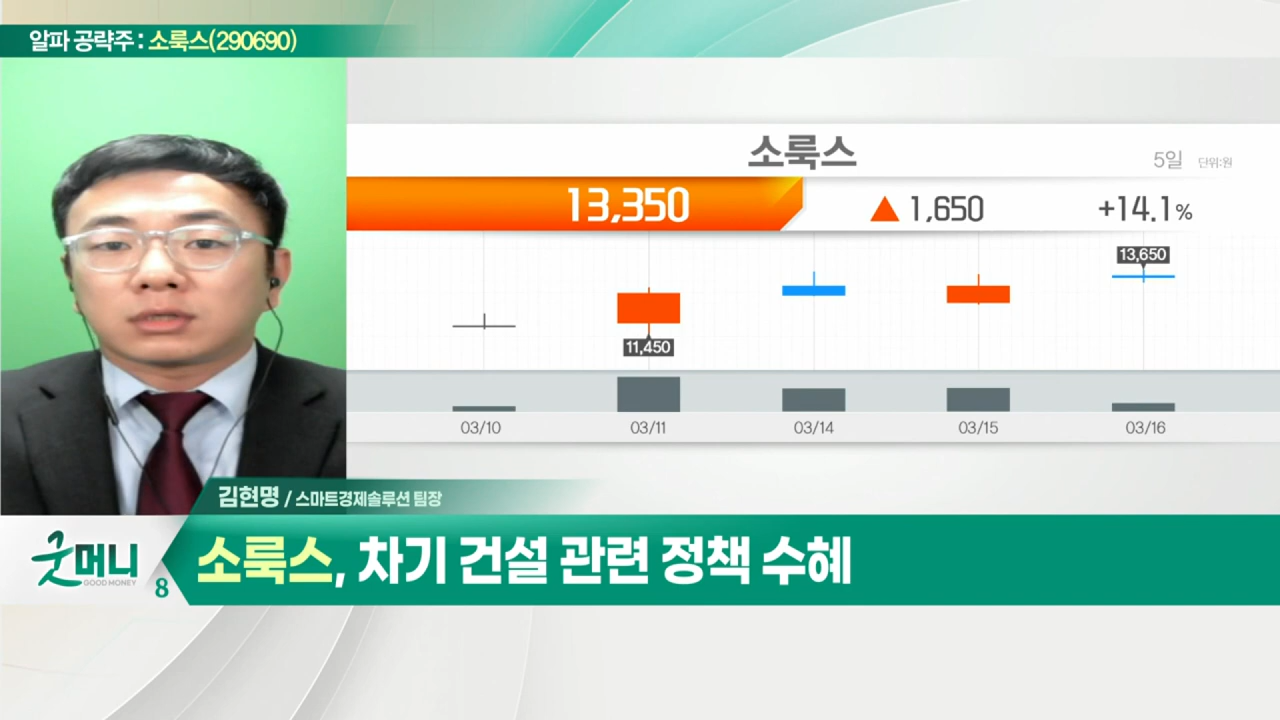 알파 공략주 : 소룩스(290690)
소룩스
5일 단위:원
13,350 ▲ 1,650 +14.1%
13,650
11,450
03/10 03/11 03/14 03/15 03/16
김현명 / 스마트경제솔루션 팀장
굿머니
GOOD MONEY
8
소룩스, 차기 건설 관련 정책 수혜